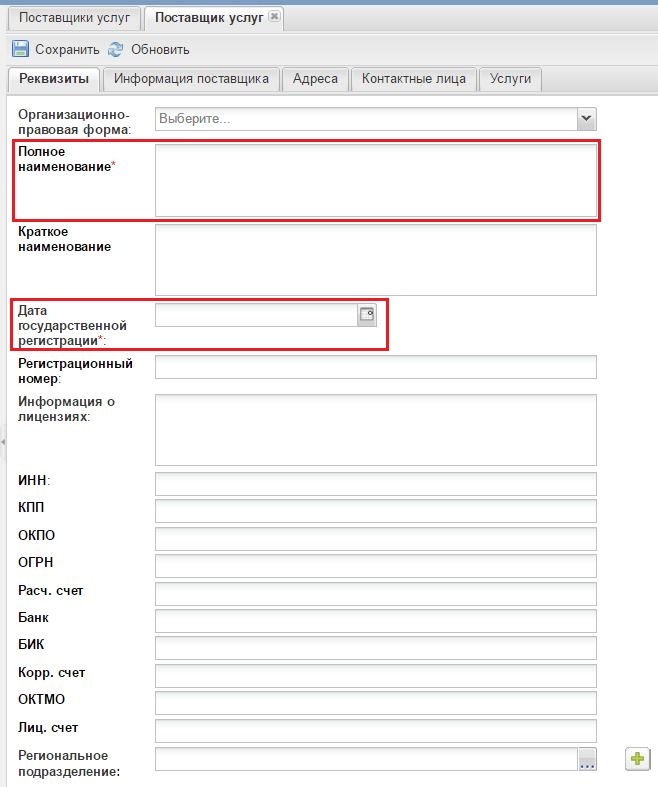 Поставщики услуг Поставщик услуг
Сохранить Обновить
Реквизиты Информация поставщика Адреса Контактные лица Услуги
Организационно-
правовая форма: Выберите...
Полное
наименование*
Краткое
наименование
Дата
государственной
регистрации*:
Регистрационный
номер:
Информация о
лицензиях:
ИНН:
КПП
ОКПО
ОГРН
Расч. счет
Банк
БИК
Корр. счет
ОКТМО
Лиц. счет
Региональное
подразделение: ...